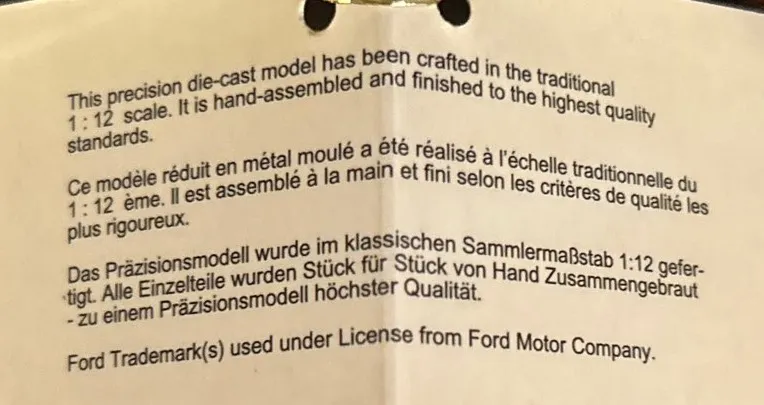 This precision die-cast model has been crafted in the traditional
1 : 12 scale. It is hand-assembled and finished to the highest quality
standards.
Ce modèle réduit en métal moulé a été réalisé à l'échelle traditionnelle du
1 : 12 ème. Il est assemblé à la main et fini selon les critères de qualité les
plus rigoureux.
Das Präzisionsmodell wurde im klassischen Sammlermaßstab 1:12 gefer-
tigt. Alle Einzelteile wurden Stück für Stück von Hand Zusammengebraut
- zu einem Präzisionsmodell höchster Qualität.
Ford Trademark(s) used under License from Ford Motor Company.